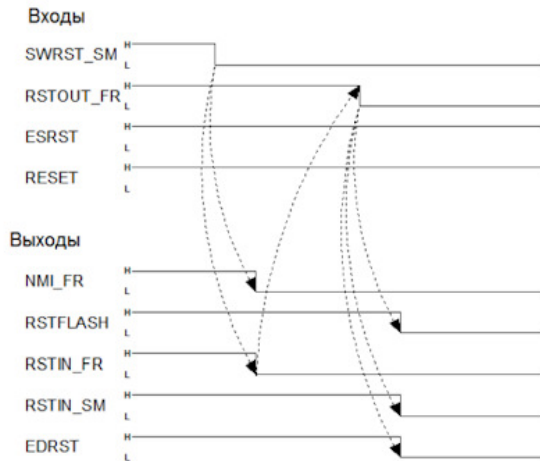 Входы
SWRST_SM H
L
RSTOUT_FR H
L
ESRST H
L
RESET H
L
Выходы
NMI_FR H
L
RSTFLASH H
L
RSTIN_FR H
L
RSTIN_SM H
L
EDRST H
L